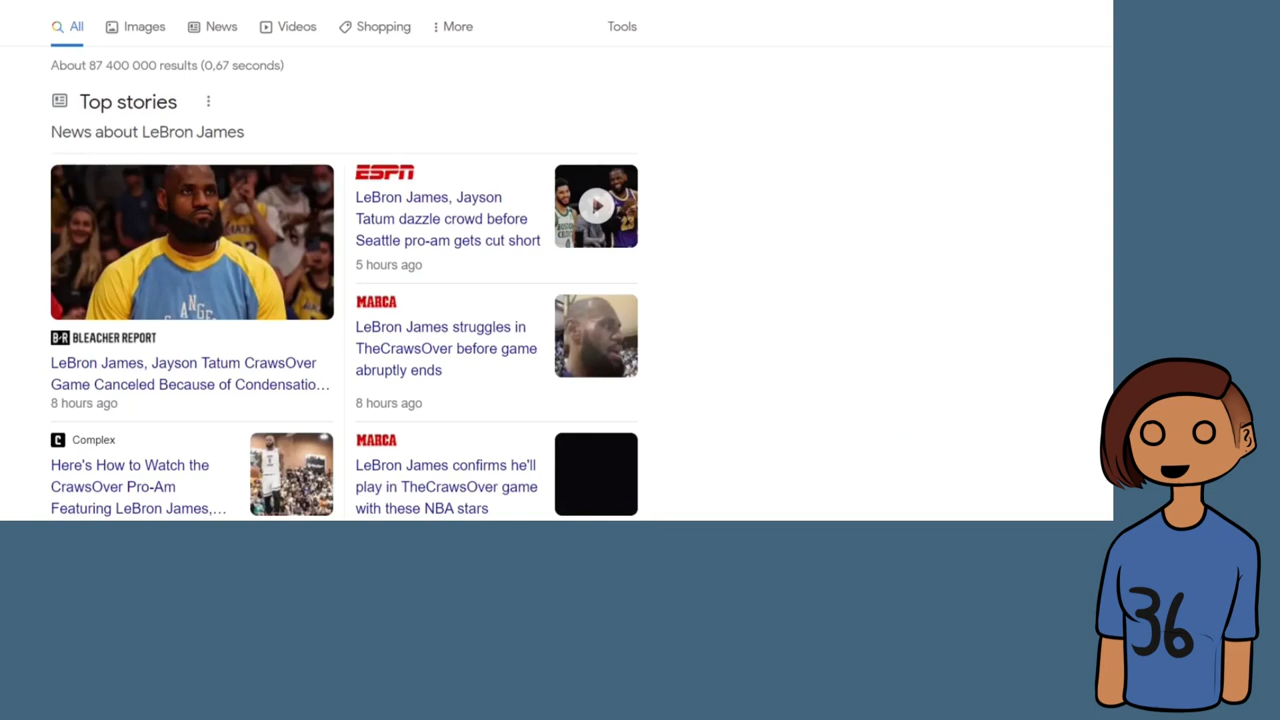 All
Images
News
Videos
Shopping
More
Tools
About 87 400 000 results (0,67 seconds)
Top stories
News about LeBron James
B/R BLEACHER REPORT
LeBron James, Jayson Tatum CrawsOver
Game Canceled Because of Condensatio...
8 hours ago
ESPN
LeBron James, Jayson
Tatum dazzle crowd before
Seattle pro-am gets cut short
5 hours ago
MARCA
LeBron James struggles in
TheCrawsOver before game
abruptly ends
8 hours ago
C Complex
Here's How to Watch the
CrawsOver Pro-Am
Featuring LeBron James,...
MARCA
LeBron James confirms he'll
play in TheCrawsOver game
with these NBA stars
36